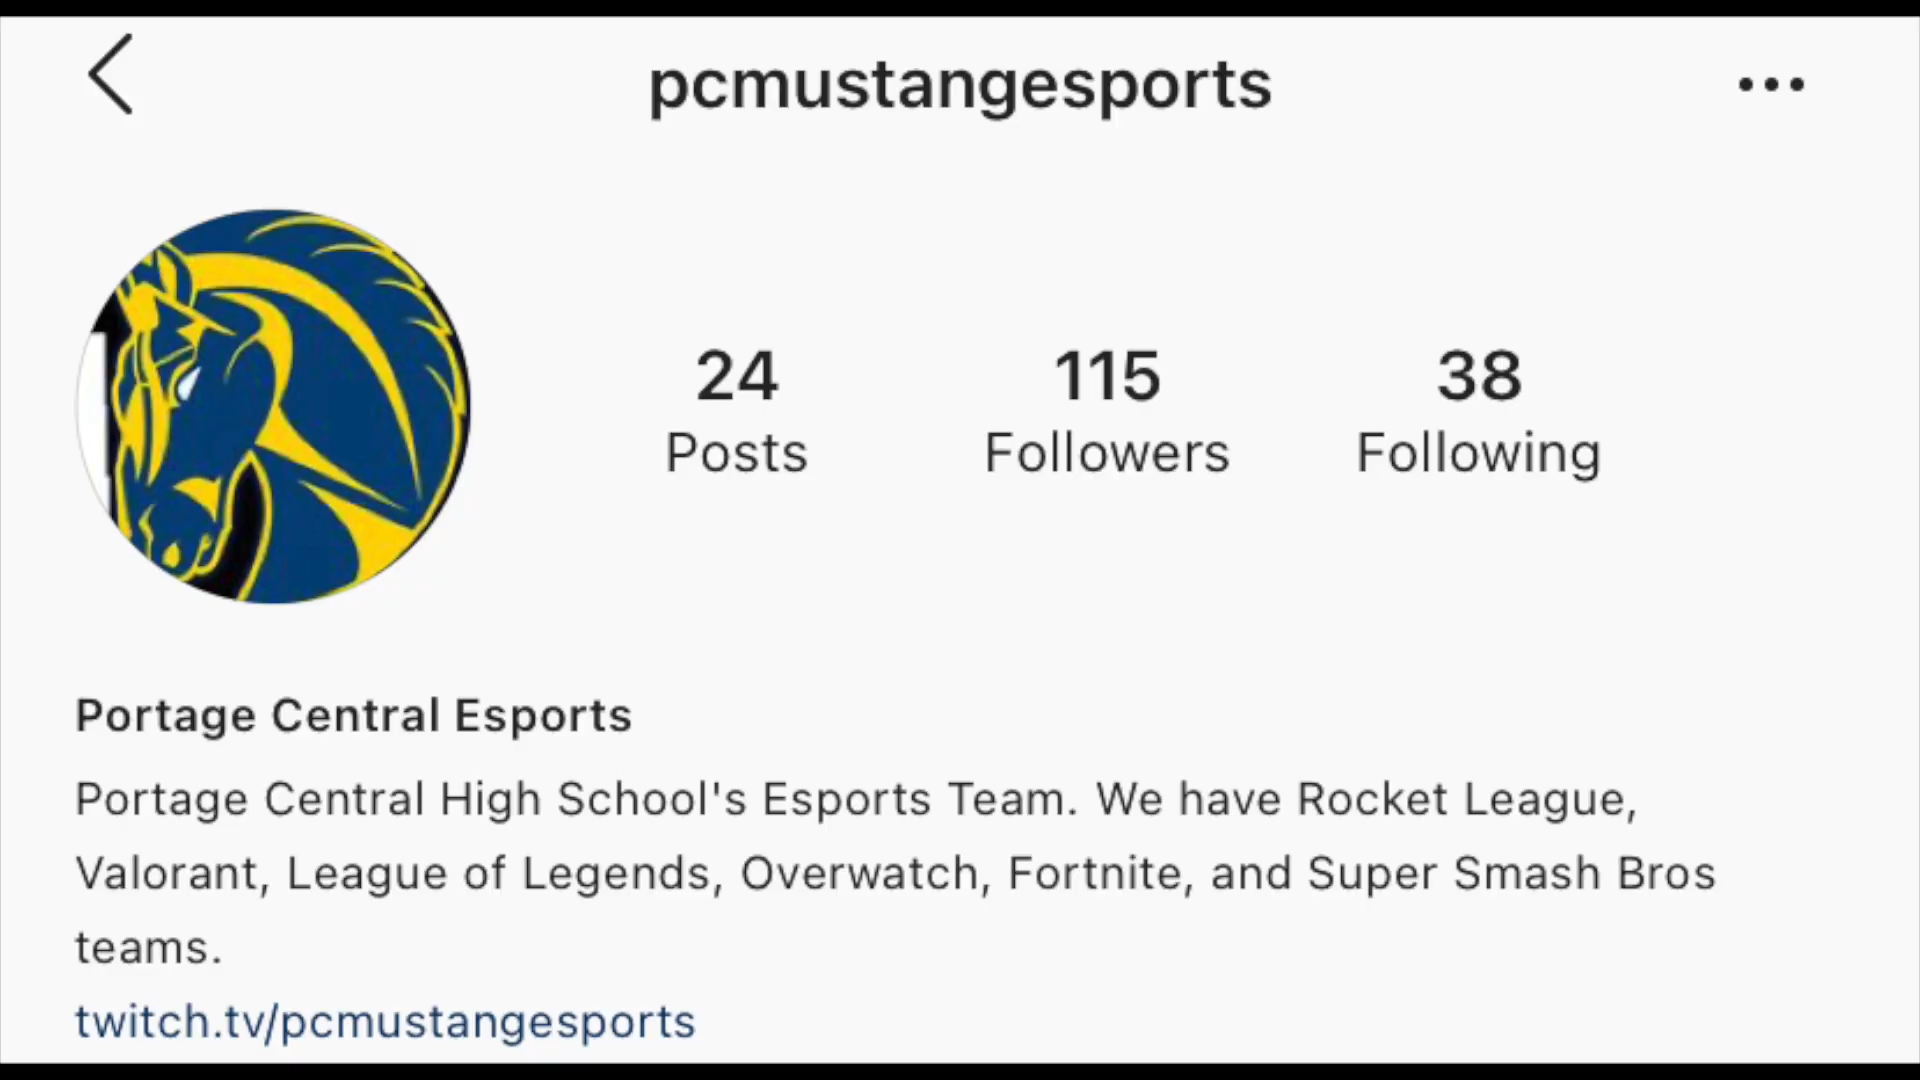 pcmustangesports
24 115 38
Posts Followers Following
Portage Central Esports
Portage Central High School's Esports Team. We have Rocket League,
Valorant, League of Legends, Overwatch, Fortnite, and Super Smash Bros
teams.
twitch.tv/pcmustangesports